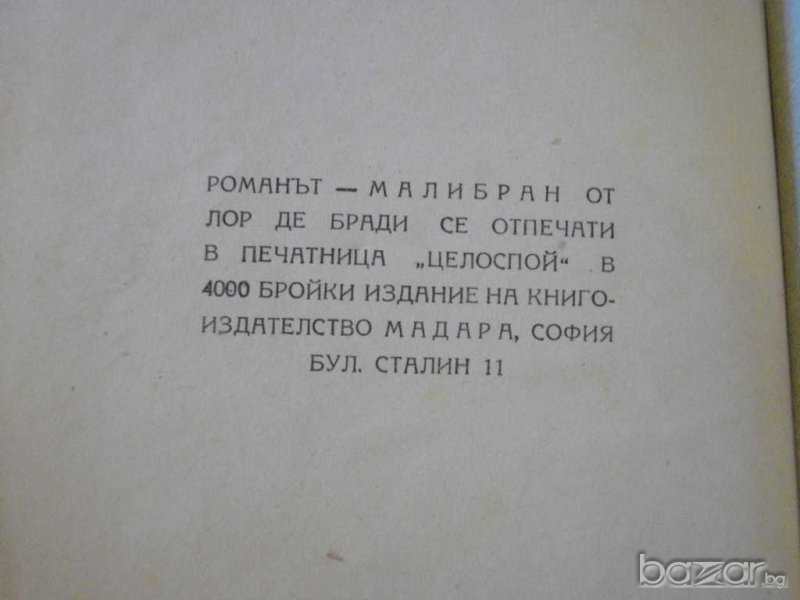 РОМАНЪТ — МАЛИБРАН ОТ
ЛОР ДЕ БРАДИ СЕ ОТПЕЧАТИ
В ПЕЧАТНИЦА „ЦЕЛОСПОЙ“ В
4000 БРОЙКИ ИЗДАНИЕ НА КНИГО-
ИЗДАТЕЛСТВО МАДАРА, СОФИЯ
БУЛ. СТАЛИН 11
bazar.bg